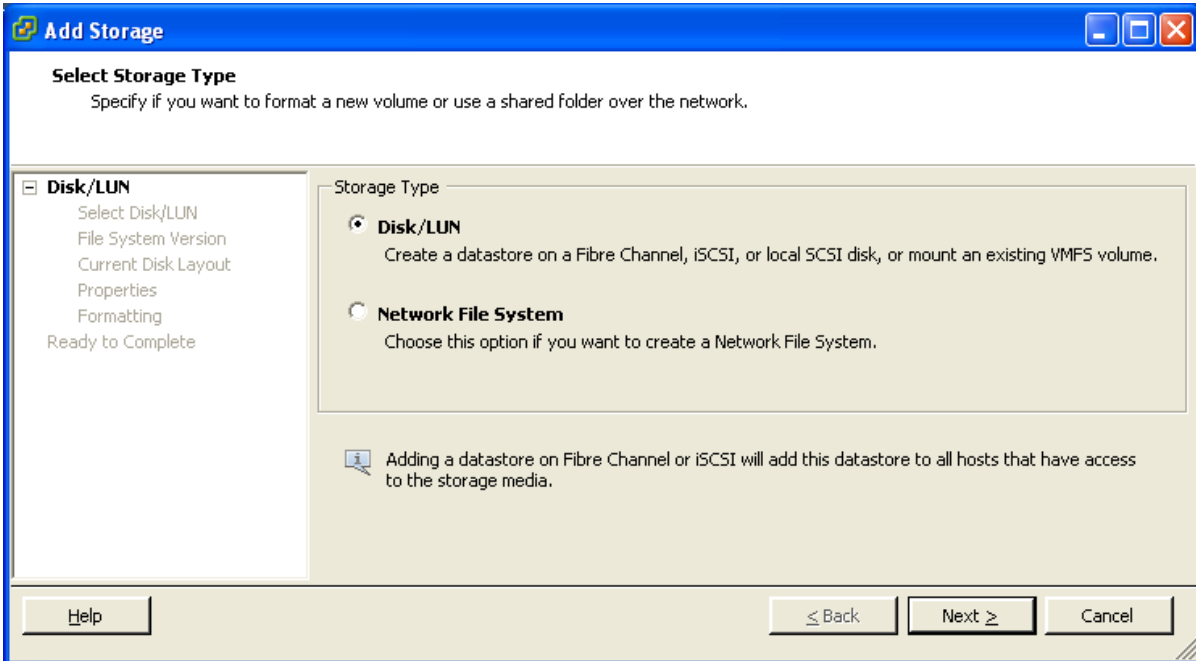 Add Storage
Select Storage Type
Specify if you want to format a new volume or use a shared folder over the network.
Disk/LUN
Select Disk/LUN
File System Version
Current Disk Layout
Properties
Formatting
Ready to Complete
Storage Type
Disk/LUN
Create a datastore on a Fibre Channel, iSCSI, or local SCSI disk, or mount an existing VMFS volume.
Network File System
Choose this option if you want to create a Network File System.
Adding a datastore on Fibre Channel or iSCSI will add this datastore to all hosts that have access
to the storage media.
Help
< Back
Next >
Cancel